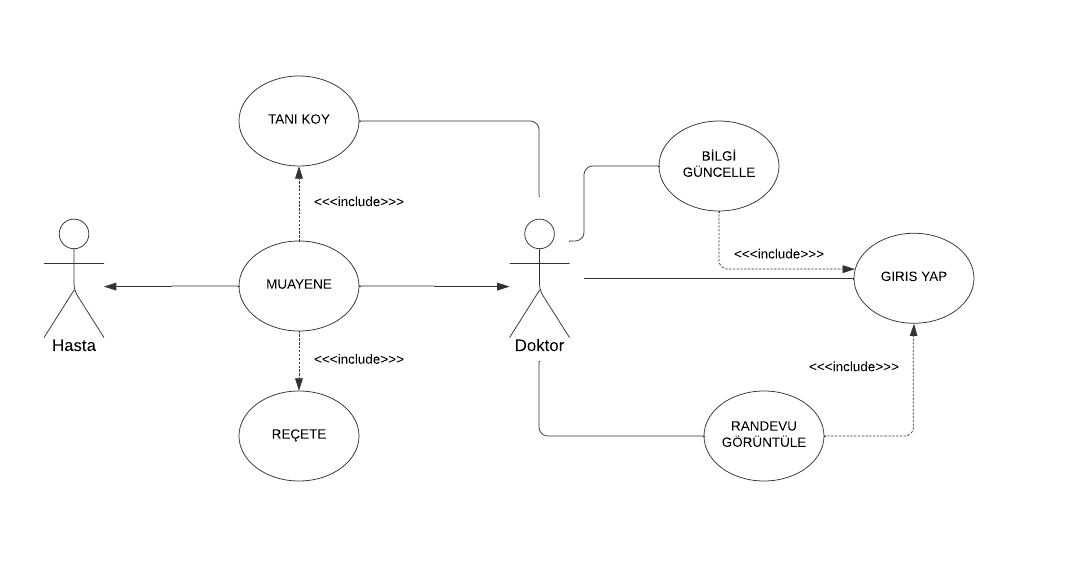 TANI KOY
BİLGİ
GÜNCELLE
<<<include>>>
<<<include>>>
GIRIS YAP
MUAYENE
Hasta
Doktor
<<<include>>>
<<<include>>>
REÇETE
RANDEVU
GÖRÜNTÜLE